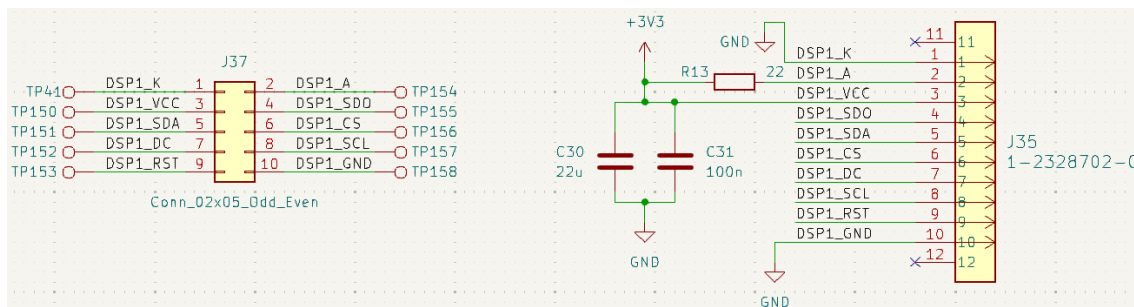 +3V3
GND
11 11
J37
DSP1_K 1 1
R13 22 DSP1_A 2 2
TP41 DSP1_K 1 2 DSP1_A TP154
DSP1_VCC 3 3
TP150 DSP1_VCC 3 4 DSP1_SDO TP155
DSP1_SDO 4 4
TP151 DSP1_SDA 5 6 DSP1_CS TP156
DSP1_SDA 5 5
J35
TP152 DSP1_DC 7 8 DSP1_SCL TP157
C30 C31
DSP1_CS 6 6
1-2328702-0
TP153 DSP1_RST 9 10 DSP1_GND TP158
22u 100n
DSP1_DC 7 7
Conn_02x05_Odd_Even
DSP1_SCL 8 8
DSP1_RST 9 9
DSP1_GND 10 10
GND
12 12
GND